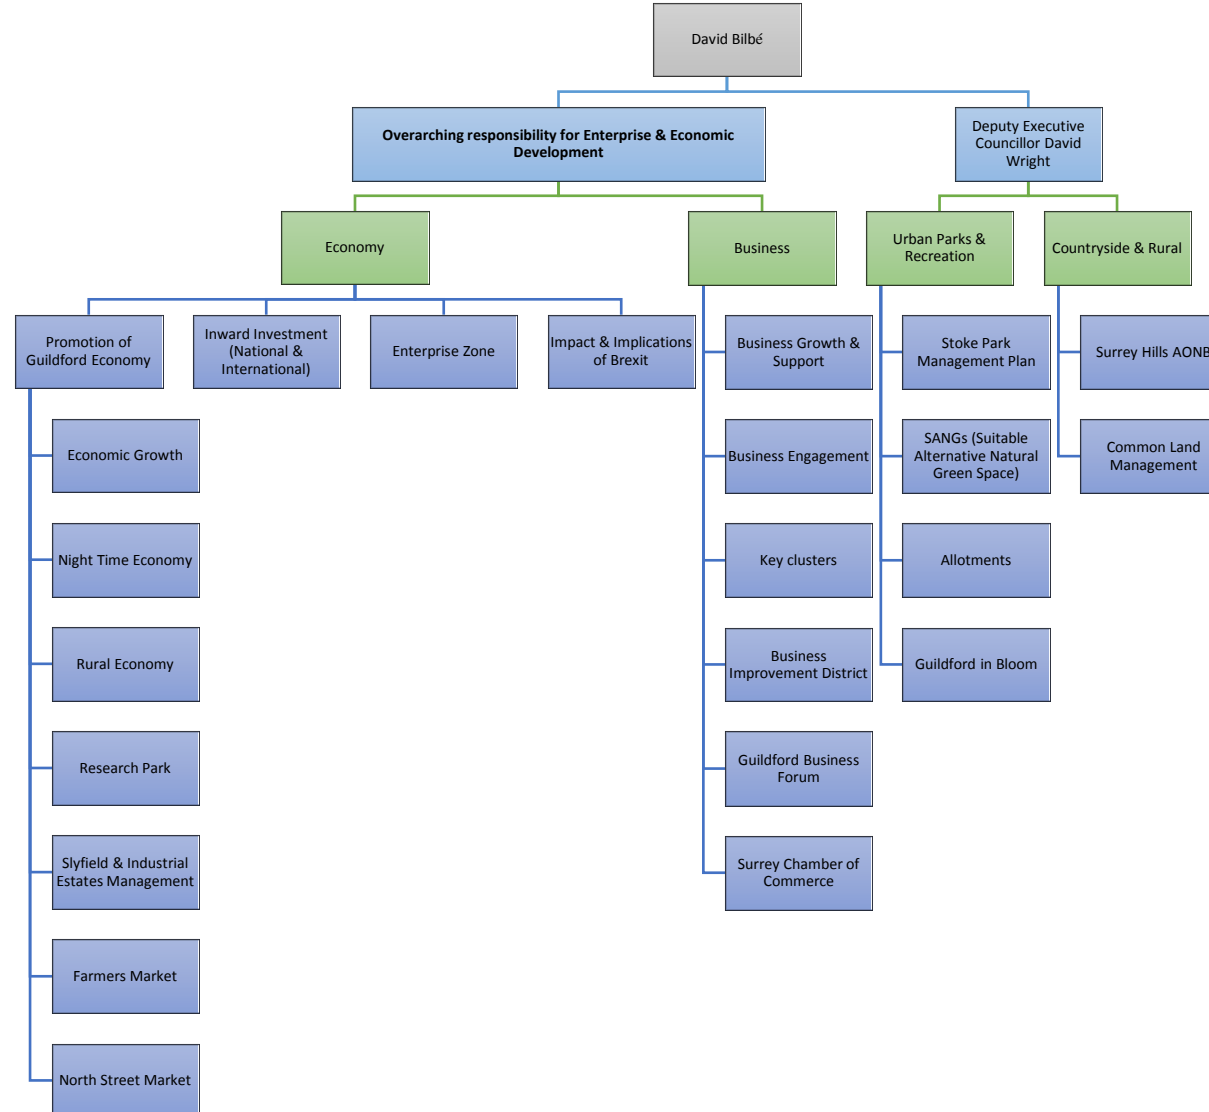 David Bilbé
Overarching responsibility for Enterprise & Economic
Development
Deputy Executive
Councillor David
Wright
Economy
Business
Urban Parks &
Recreation
Countryside & Rural
Promotion of
Guildford Economy
Inward Investment
(National &
International)
Enterprise Zone
Impact & Implications
of Brexit
Business Growth &
Support
Stoke Park
Management Plan
Surrey Hills AONB
Economic Growth
Business Engagement
SANGs (Suitable
Alternative Natural
Green Space)
Common Land
Management
Night Time Economy
Key clusters
Allotments
Rural Economy
Business
Improvement District
Guildford in Bloom
Research Park
Guildford Business
Forum
Slyfield & Industrial
Estates Management
Surrey Chamber of
Commerce
Farmers Market
North Street Market